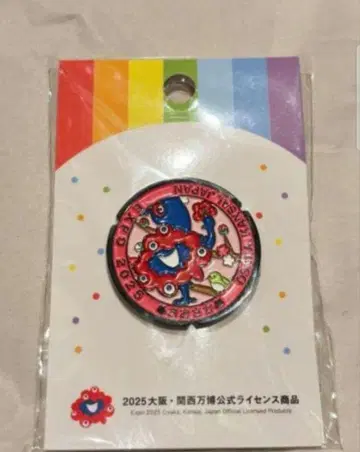 EXPO 2025
KANSAI, JAPAN
2025大阪・関西万博公式ライセンス商品
Expo 2025 Osaka, Kansai, Japan Official Licensed Products